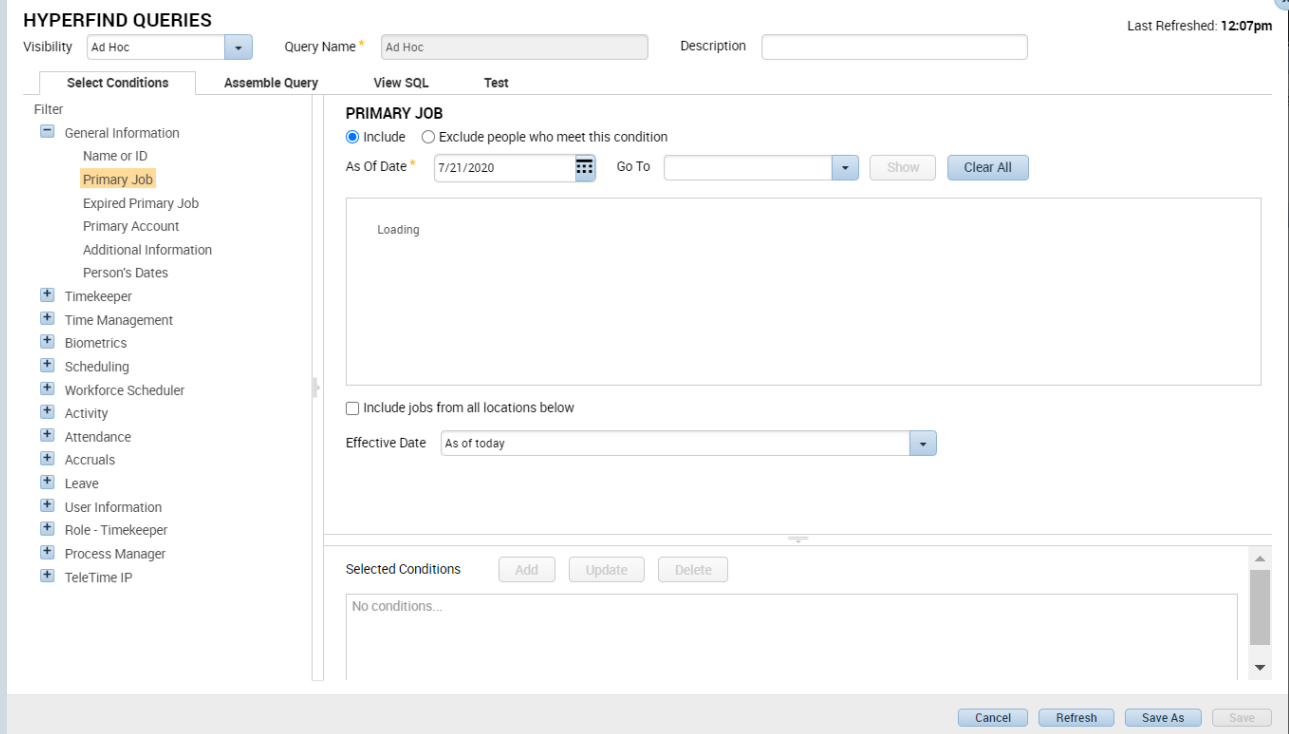 HYPERFIND QUERIES
Last Refreshed: 12:07pm
Visibility Ad Hoc Query Name* Ad Hoc Description
Select Conditions Assemble Query View SQL Test
Filter
General Information
Name or ID
Primary Job
Expired Primary Job
Primary Account
Additional Information
Person's Dates
Timekeeper
Time Management
Biometrics
Scheduling
Workforce Scheduler
Activity
Attendance
Accruals
Leave
User Information
Role - Timekeeper
Process Manager
TeleTime IP
PRIMARY JOB
Include Exclude people who meet this condition
As Of Date* 7/21/2020 Go To Show Clear All
Loading
Include jobs from all locations below
Effective Date As of today
Selected Conditions Add Update Delete
No conditions...
Cancel Refresh Save As Save